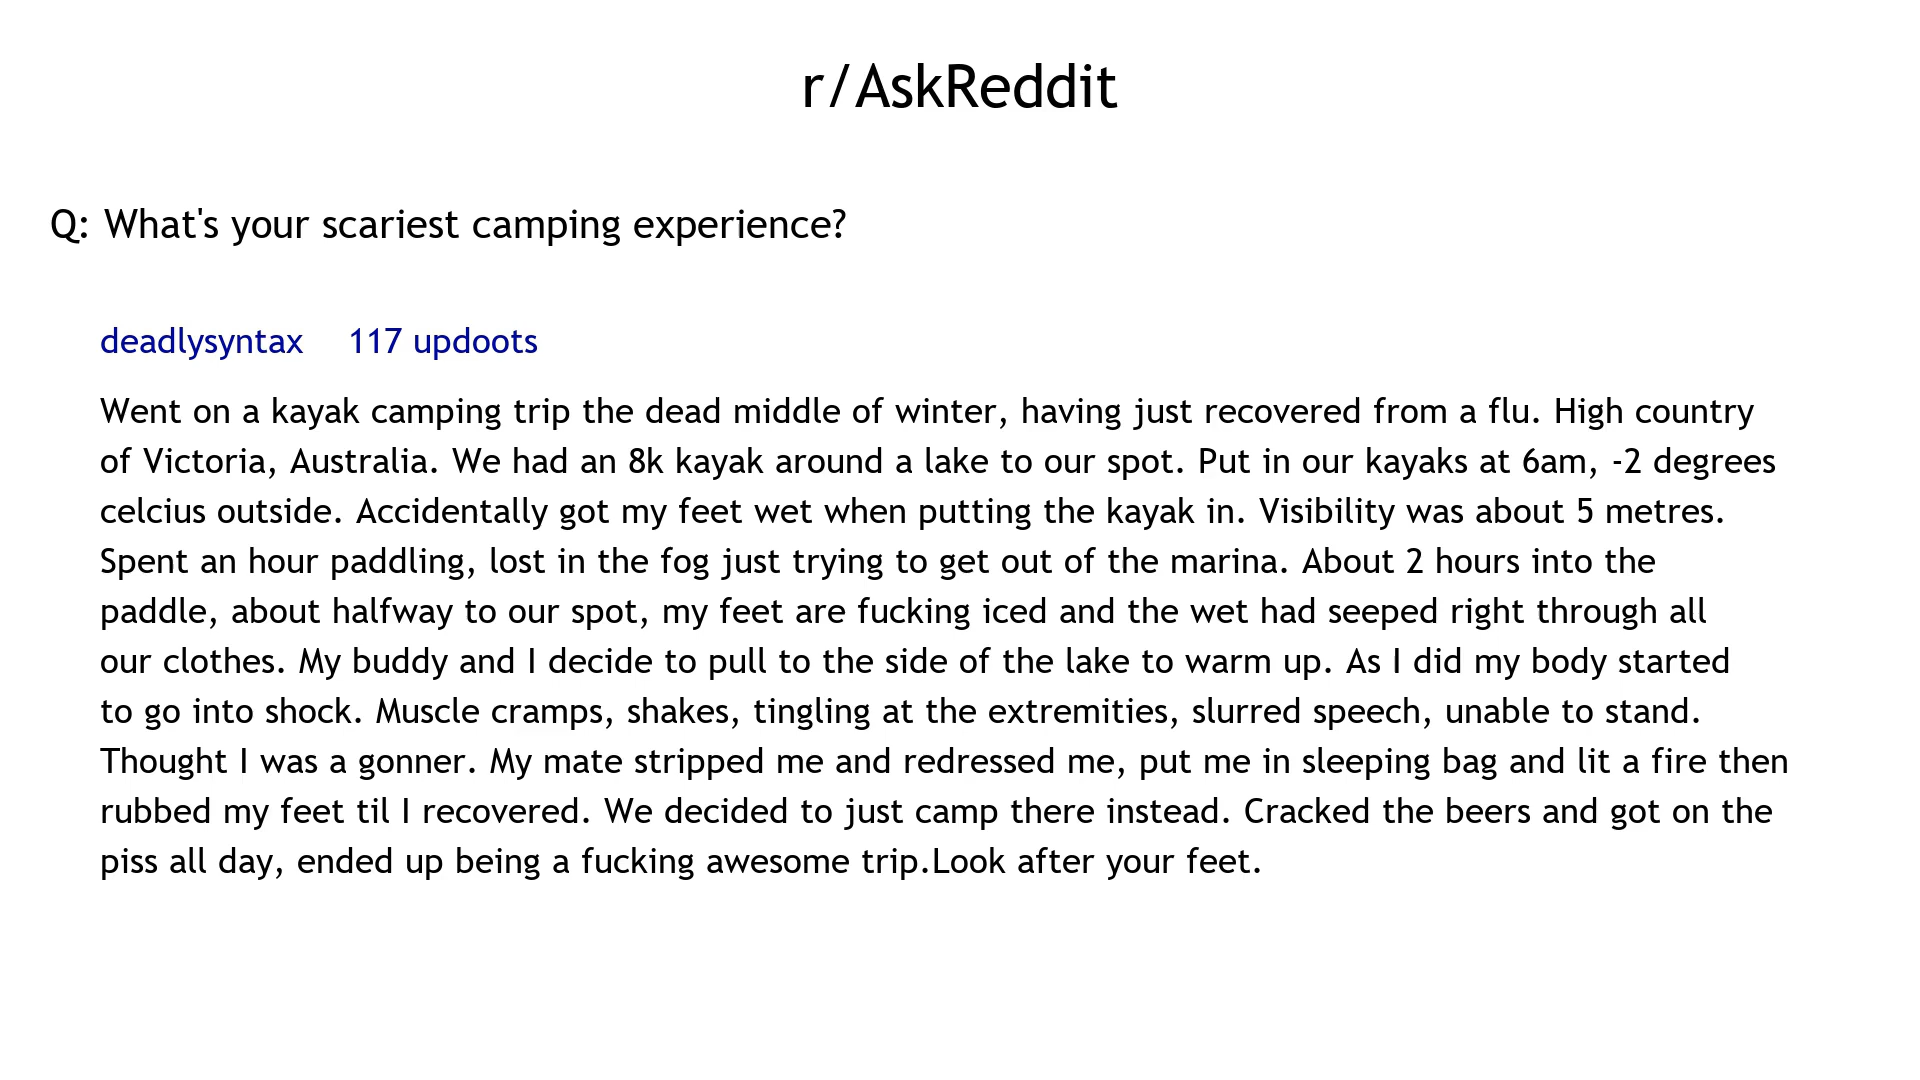 r/AskReddit
Q: What's your scariest camping experience?
deadlysyntax 117 updoots
Went on a kayak camping trip the dead middle of winter, having just recovered from a flu. High country
of Victoria, Australia. We had an 8k kayak around a lake to our spot. Put in our kayaks at 6am, -2 degrees
celcius outside. Accidentally got my feet wet when putting the kayak in. Visibility was about 5 metres.
Spent an hour paddling, lost in the fog just trying to get out of the marina. About 2 hours into the
paddle, about halfway to our spot, my feet are fucking iced and the wet had seeped right through all
our clothes. My buddy and I decide to pull to the side of the lake to warm up. As I did my body started
to go into shock. Muscle cramps, shakes, tingling at the extremities, slurred speech, unable to stand.
Thought I was a gonner. My mate stripped me and redressed me, put me in sleeping bag and lit a fire then
rubbed my feet til I recovered. We decided to just camp there instead. Cracked the beers and got on the
piss all day, ended up being a fucking awesome trip.Look after your feet.